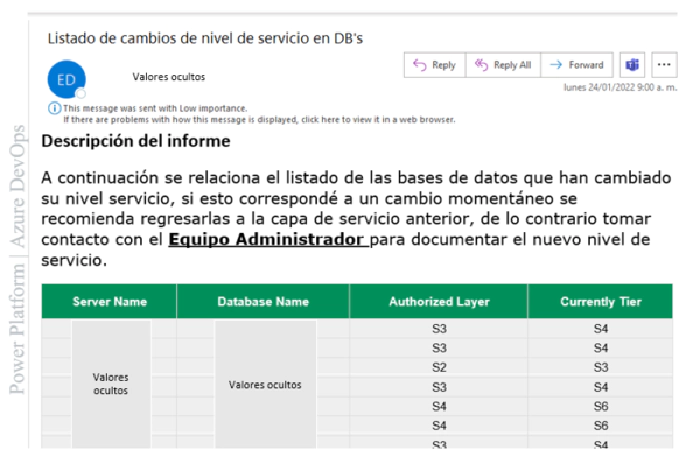 Listado de cambios de nivel de servicio en DB's
ED
Valores ocultos
Reply
Reply All
Forward
lunes 24/01/2022 9:00 a. m.
This message was sent with Low importance.
If there are problems with how this message is displayed, click here to view it in a web browser.
Descripción del informe
A continuación se relaciona el listado de las bases de datos que han cambiado
su nivel servicio, si esto correspondé a un cambio momentáneo se
recomienda regresarlas a la capa de servicio anterior, de lo contrario tomar
contacto con el Equipo Administrador para documentar el nuevo nivel de
servicio.
Server Name Database Name Authorized Layer Currently Tier
S3 S4
S3 S4
S2 S3
S3 S4
S4 S6
S4 S6
S3 S4
Valores
ocultos
Valores ocultos
Power Platform | Azure DevOps